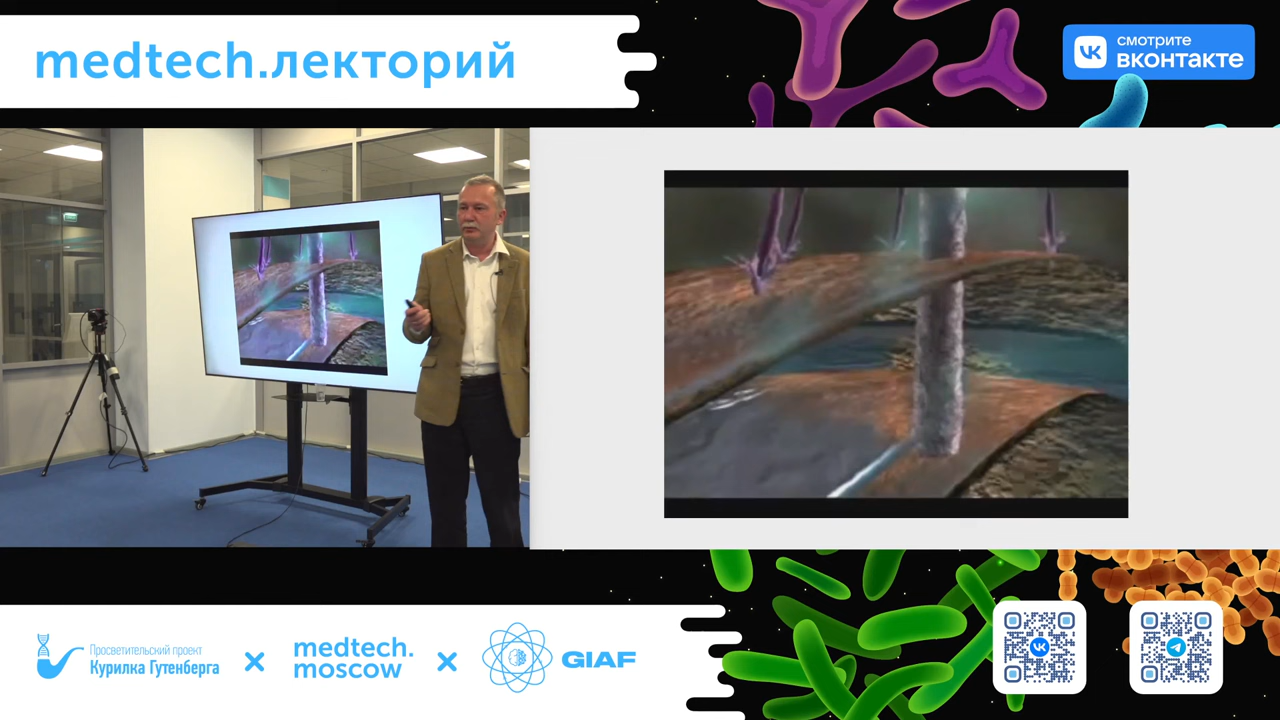 medtech.лекторий
смотрите
вконтакте
Просветительский проект
Курилка Гутенберга
×
medtech.
moscow
×
GIAF